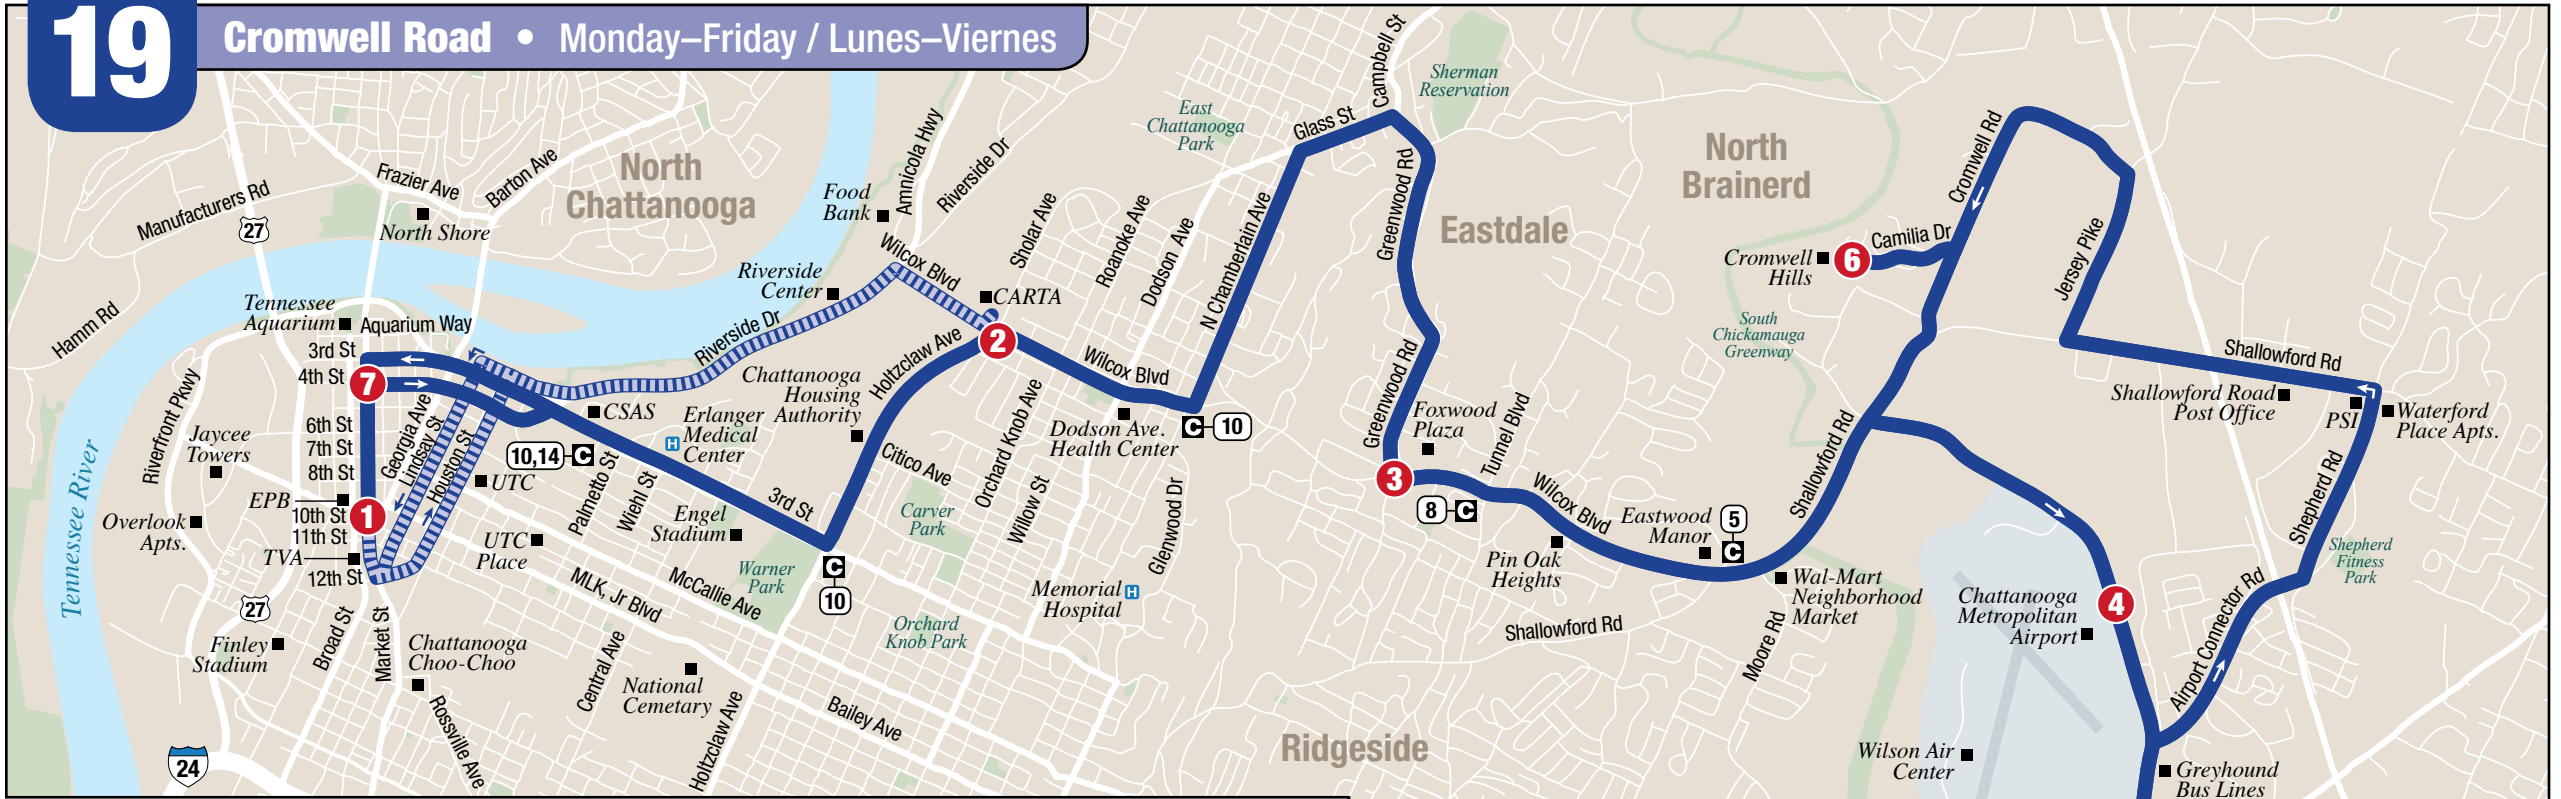 19
Cromwell Road • Monday–Friday / Lunes–Viernes
Campbell St
Sherman
Reservation
East
Chattanooga
Park
Glass St
Amnicola Hwy
Riverside Dr
North
Chattanooga
Frazier Ave
Barton Ave
Manufacturers Rd
27
North Shore
Food
Bank
Wilcox Blvd
Sholar Ave
Roanoke Ave
Dodson Ave
N Chamberlain Ave
Greenwood Rd
Eastdale
North
Brainerd
Cromwell Rd
Camilia Dr
Cromwell
Hills
6
Jersey Pike
Riverside
Center
CARTA
Hamm Rd
Tennessee
Aquarium
Aquarium Way
Riverside Dr
3rd St
4th St
7
2
Holtzclaw Ave
Wilcox Blvd
South
Chickamauga
Greenway
Shallowford Rd
Riverfront Pkwy
Chattanooga
Housing
Authority
CSAS
Erlanger
Medical
Center
H
Georgia Ave
Lindsay St
Houston St
6th St
7th St
8th St
Jaycee
Towers
10,14
C
UTC
Palmetto St
Wiehl St
Citico Ave
Orchard Knob Ave
Willow St
Dodson Ave.
Health Center
C
10
Greenwood Rd
Foxwood
Plaza
Tunnel Blvd
3
8
C
Wilcox Blvd
Shallowford Rd
Shallowford Road
Post Office
PSI
Waterford
Place Apts.
EPB
10th St
1
11th St
TVA
12th St
Overlook
Apts.
Tennessee River
UTC
Place
3rd St
Engel
Stadium
Carver
Park
Glenwood Dr
Eastwood
Manor
5
C
Pin Oak
Heights
Shepherd Rd
Shepherd
Fitness
Park
Warner
Park
C
10
MLK, Jr Blvd
McCallie Ave
Memorial
Hospital
H
Wal-Mart
Neighborhood
Market
Chattanooga
Metropolitan
Airport
4
Airport Connector Rd
27
Finley
Stadium
Broad St
Market St
Chattanooga
Choo-Choo
Central Ave
Orchard
Knob Park
Shallowford Rd
Moore Rd
National
Cemetary
Holtzclaw Ave
Bailey Ave
Rossville Ave
24
Ridgeside
Wilson Air
Center
Greyhound
Bus Lines